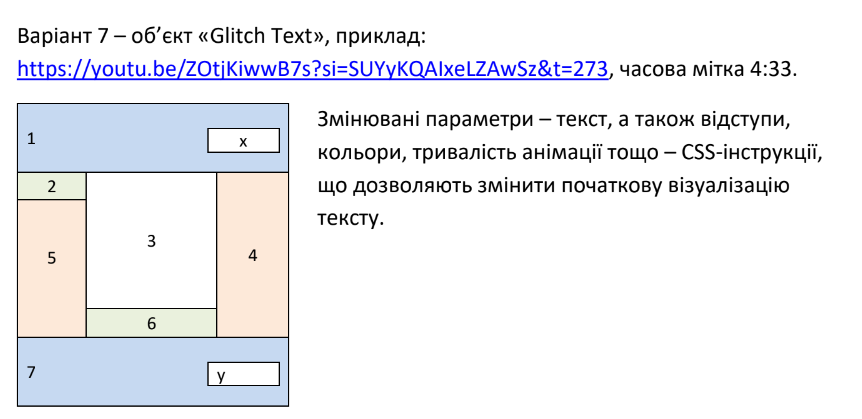 Варіант 7 – об’єкт «Glitch Text», приклад:
https://youtu.be/ZOtjKiwwB7s?si=SUYyKQAIxeLZAwSz&t=273, часова мітка 4:33.
1
x
2
3
4
5
6
7
y
Змінювані параметри – текст, а також відступи,
кольори, тривалість анімації тощо – CSS-інструкції,
що дозволяють змінити початкову візуалізацію
тексту.